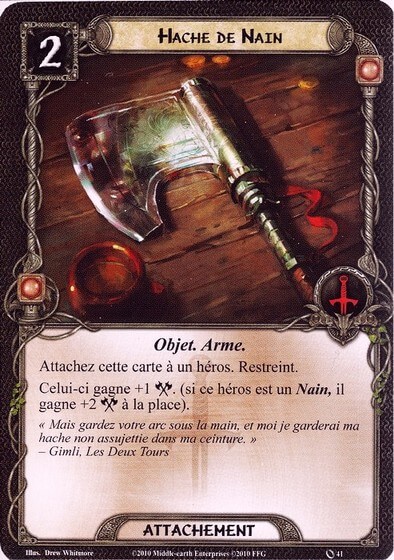 2
Hache de Nain
Objet. Arme.
Attachez cette carte à un héros. Restreint.
Celui-ci gagne +1 . (si ce héros est un Nain, il
gagne +2 à la place).
« Mais gardez votre arc sous la main, et moi je garderai ma
hache non assujettie dans ma ceinture. »
– Gimli, Les Deux Tours
ATTACHEMENT
Illus. Drew Whitmore
©2010 Middle-earth Enterprises ©2010 FFG
41